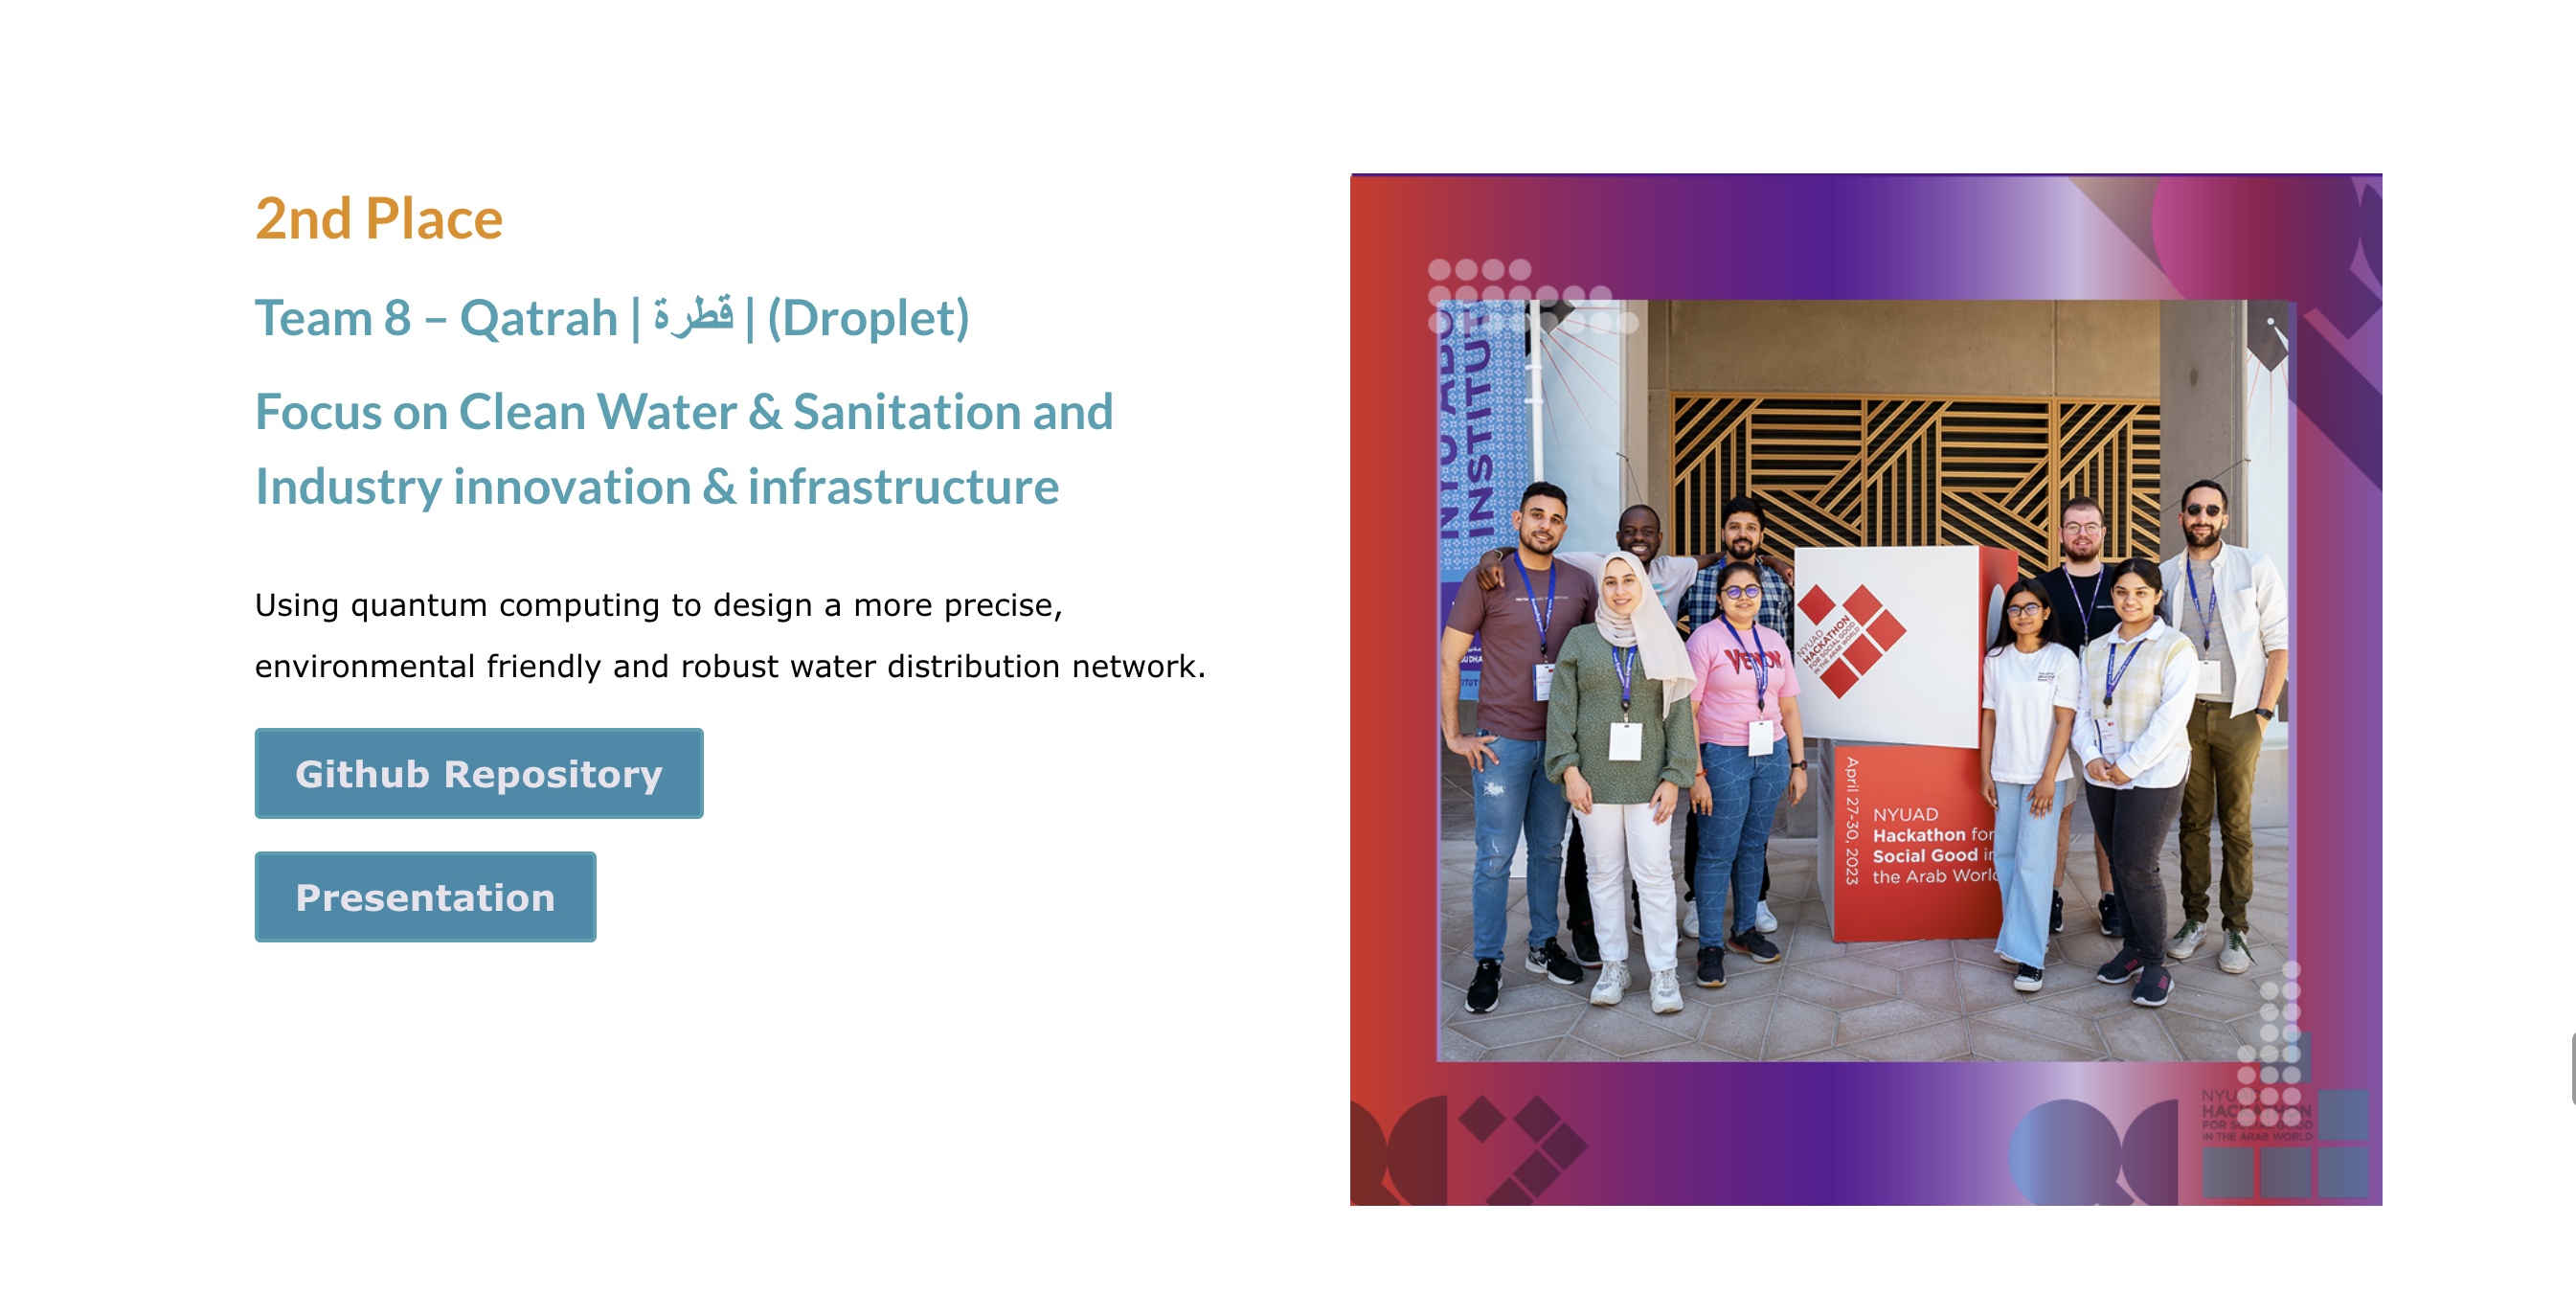 2nd Place
Team 8 – Qatrah | قطرة | (Droplet)
Focus on Clean Water & Sanitation and
Industry innovation & infrastructure
Using quantum computing to design a more precise,
environmental friendly and robust water distribution network.
Github Repository
Presentation
INSTITUT
VENOM
NYUAD
HACKATHON
FOR SOCIAL GOOD
IN THE ARAB WORLD
April 27-30, 2023
NYUAD
Hackathon for
Social Good in
the Arab World
NYUAD
HACKATHON
FOR SOCIAL GOOD
IN THE ARAB WORLD